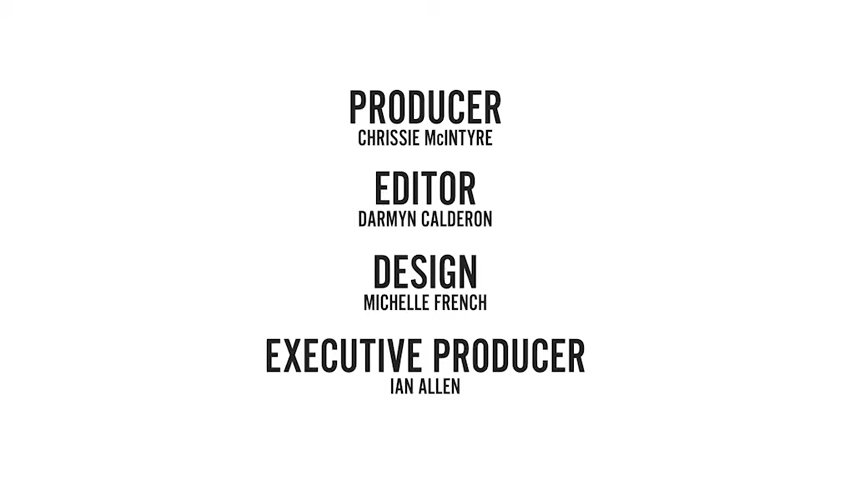 PRODUCER
CHRISSIE McINTYRE
EDITOR
DARMYN CALDERON
DESIGN
MICHELLE FRENCH
EXECUTIVE PRODUCER
IAN ALLEN